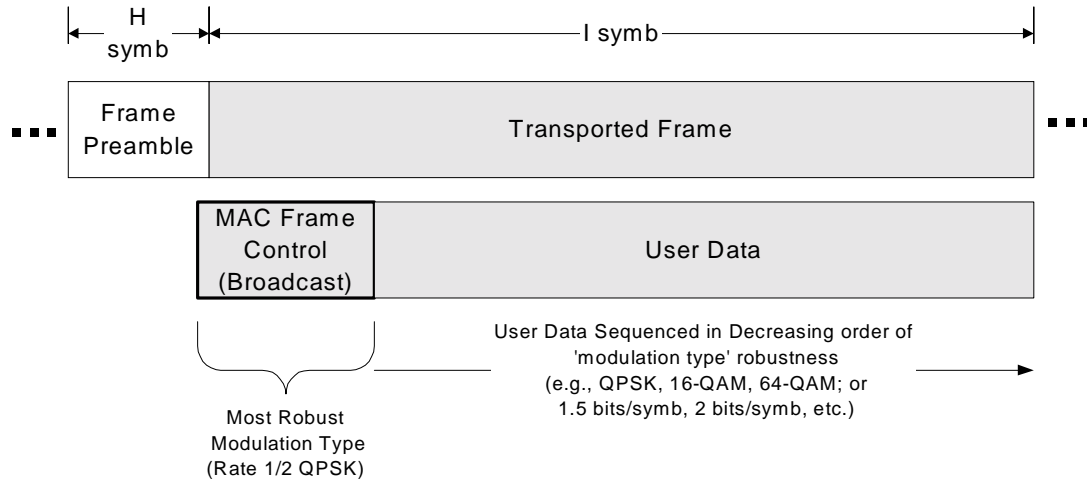 H
symb
I symb
Frame
Preamble
Transported Frame
MAC Frame
Control
(Broadcast)
User Data
User Data Sequenced in Decreasing order of
'modulation type' robustness
(e.g., QPSK, 16-QAM, 64-QAM; or
1.5 bits/symb, 2 bits/symb, etc.)
Most Robust
Modulation Type
(Rate 1/2 QPSK)